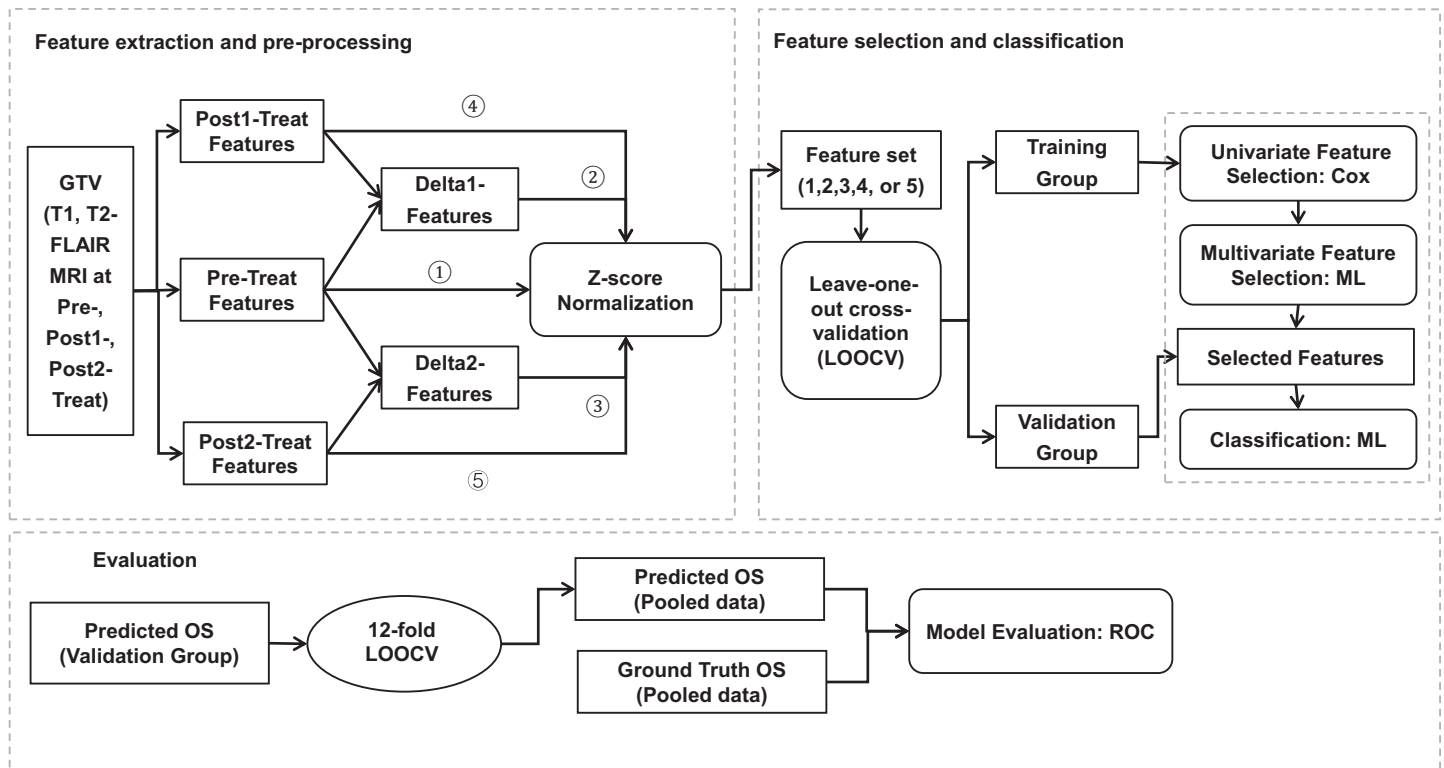 Feature extraction and pre-processing
GTV
(T1, T2-
FLAIR
MRI at
Pre-,
Post1-,
Post2-
Treat)
Post1-Treat
Features
Pre-Treat
Features
Post2-Treat
Features
④
Delta1-
Features
②
①
Delta2-
Features
③
⑤
Z-score
Normalization
Feature selection and classification
Feature set
(1,2,3,4, or 5)
Leave-one-
out cross-
validation
(LOOCV)
Training
Group
Validation
Group
Univariate Feature
Selection: Cox
Multivariate Feature
Selection: ML
Selected Features
Classification: ML
Evaluation
Predicted OS
(Validation Group)
12-fold
LOOCV
Predicted OS
(Pooled data)
Ground Truth OS
(Pooled data)
Model Evaluation: ROC